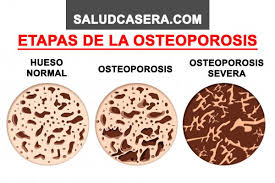 SALUDCASERA.COM
ETAPAS DE LA OSTEOPOROSIS
HUESO
NORMAL
OSTEOPOROSIS
OSTEOPOROSIS
SEVERA